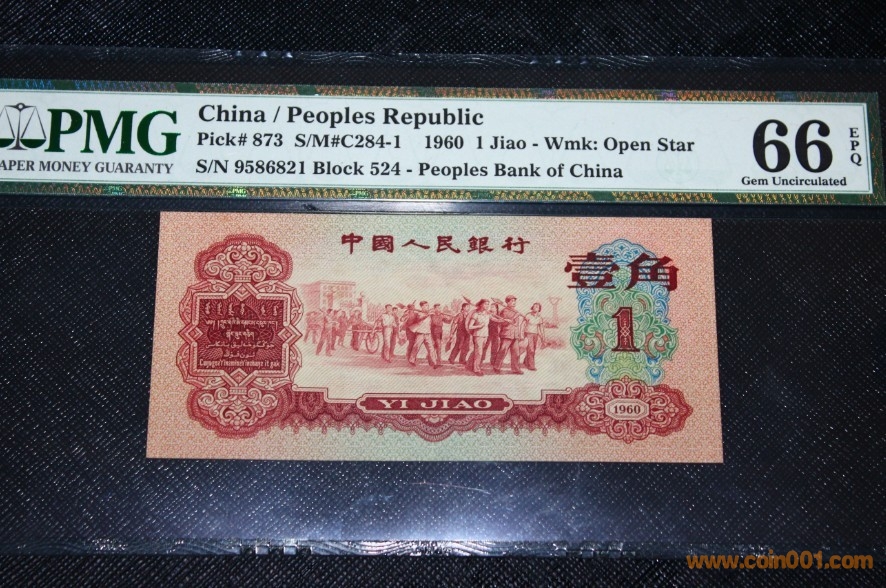 PMG
PAPER MONEY GUARANTY
China / Peoples Republic
Pick# 873 S/M#C284-1 1960 1 Jiao - Wmk: Open Star
S/N 9586821 Block 524 - Peoples Bank of China
66
EPQ
Gem Uncirculated
中國人民銀行
壹角
1
YI JIAO
1960
www.coin001.com